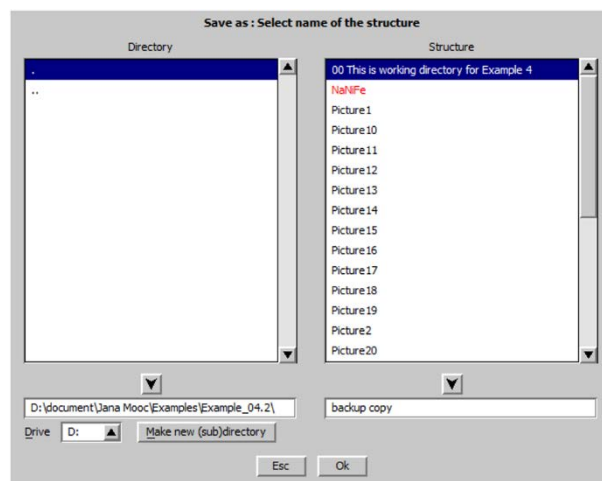 Save as : Select name of the structure
Directory
Structure
.
..
00 This is working directory for Example 4
NaNiFe
Picture1
Picture10
Picture11
Picture12
Picture13
Picture14
Picture15
Picture16
Picture17
Picture18
Picture19
Picture2
Picture20
D:\document\Jana Mooc\Examples\Example_04.2\
backup copy
Drive D: Make new (sub)directory
Esc Ok